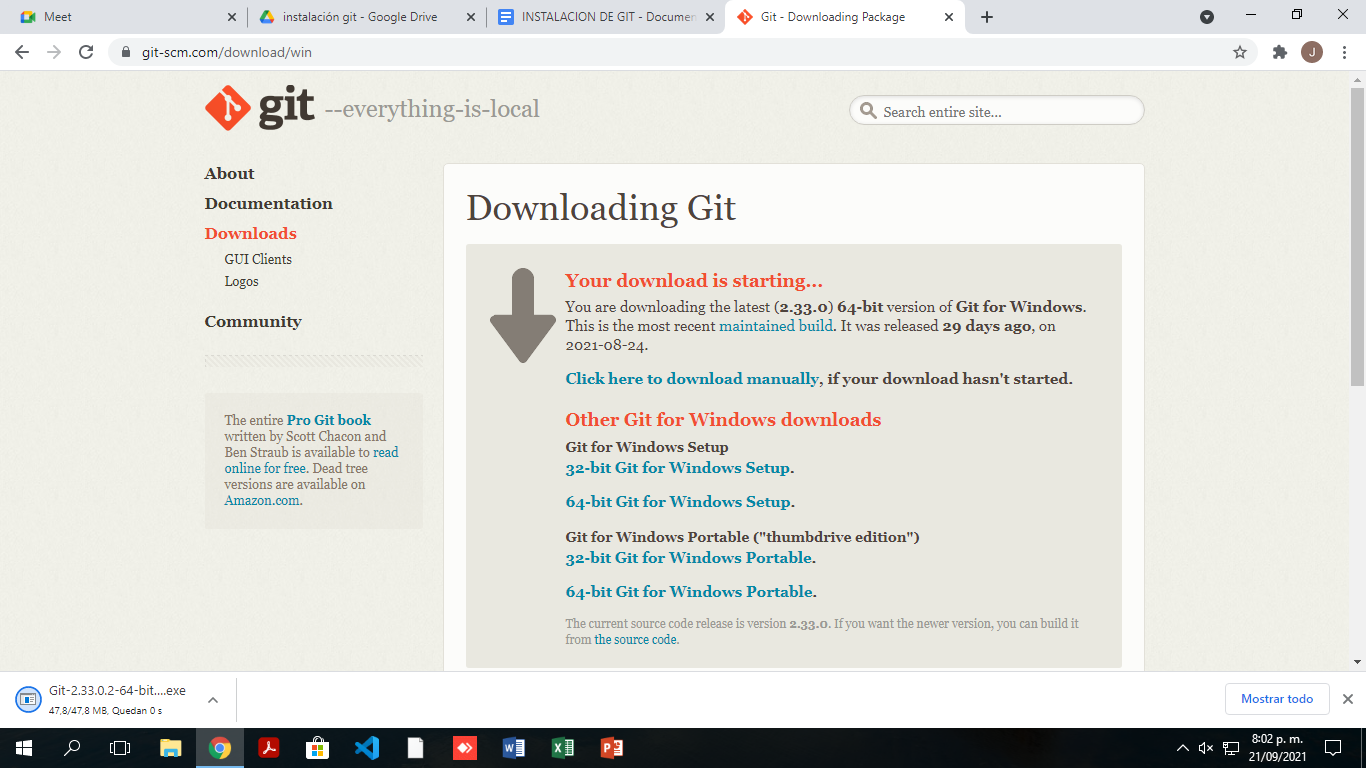 Meet
instalación git - Google Drive
INSTALACION DE GIT - Documen
Git - Downloading Package
git-scm.com/download/win
J
git --everything-is-local
Search entire site...
About
Documentation
Downloads
GUI Clients
Logos
Community
The entire Pro Git book
written by Scott Chacon and
Ben Straub is available to read
online for free. Dead tree
versions are available on
Amazon.com.
Downloading Git
Your download is starting...
You are downloading the latest (2.33.0) 64-bit version of Git for Windows.
This is the most recent maintained build. It was released 29 days ago, on
2021-08-24.
Click here to download manually, if your download hasn't started.
Other Git for Windows downloads
Git for Windows Setup
32-bit Git for Windows Setup.
64-bit Git for Windows Setup.
Git for Windows Portable ("thumbdrive edition")
32-bit Git for Windows Portable.
64-bit Git for Windows Portable.
The current source code release is version 2.33.0. If you want the newer version, you can build it
from the source code.
Git-2.33.0.2-64-bit....exe
47,8/47,8 MB, Quedan 0 s
Mostrar todo
8:02 p. m.
21/09/2021